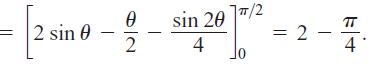 = [2 sin θ − θ/2 − sin 2θ/4]₀^{π/2} = 2 − π/4.